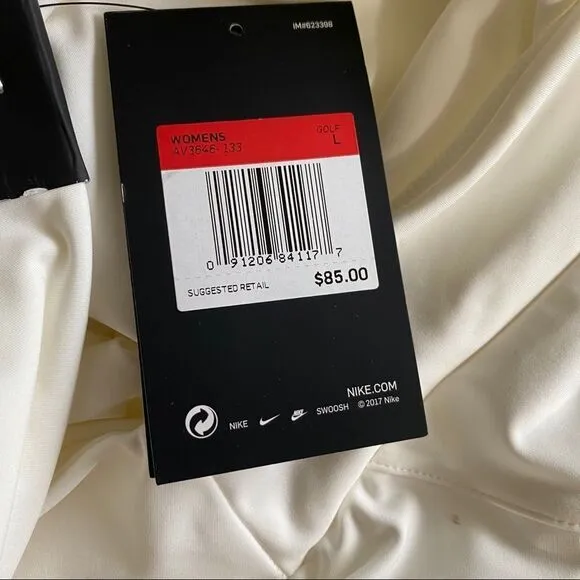 IM#623398
WOMENS GOLF
AV3646-133 L
0 91206 84117 7
SUGGESTED RETAIL $85.00
NIKE.COM
NIKE SWOOSH © 2017 Nike